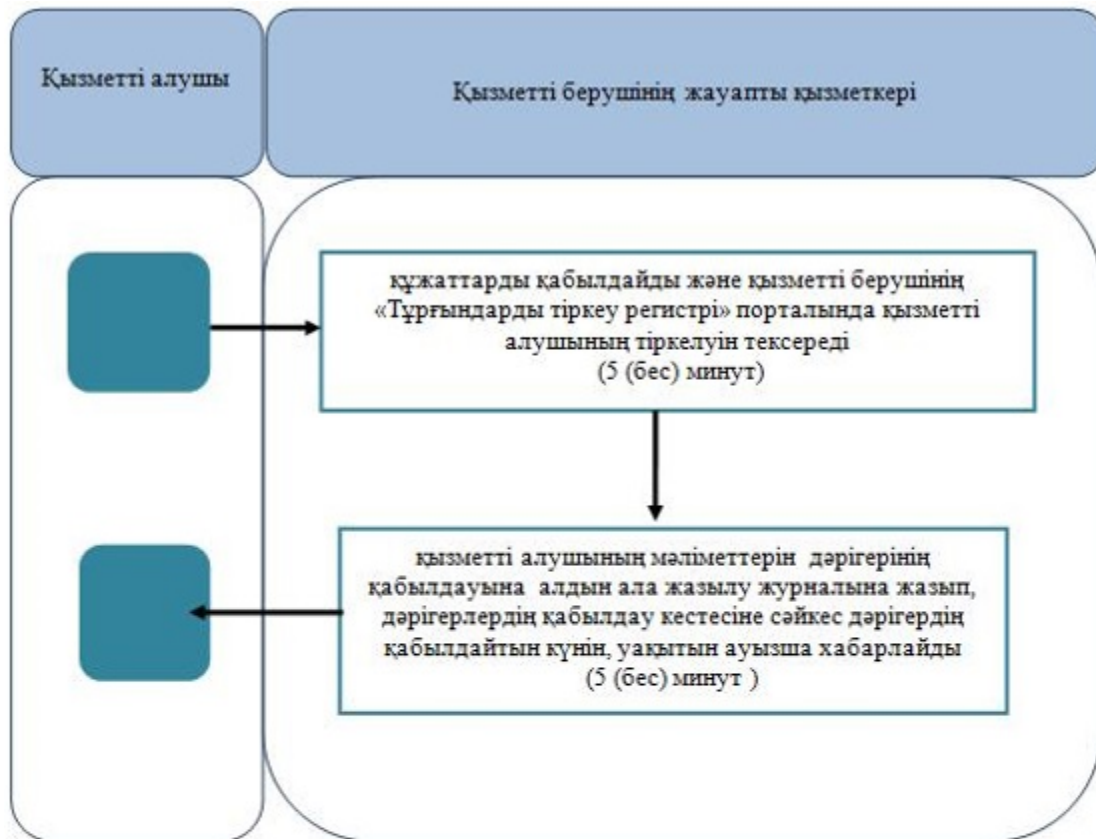 Қызметті алушы
Қызметті берушінің жауапты қызметкері
құжаттарды қабылдайды және қызметті берушінің
«Тұрғындарды тіркеу регистрі» порталында қызметті
алушының тіркелуін тексереді
(5 (бес) минут)
қызметті алушының мәліметтерін дәрігерінің
қабылдауына алдын ала жазылу журналына жазып,
дәрігерлердің қабылдау кестесіне сәйкес дәрігердің
қабылдайтын күнін, уақытын ауызша хабарлайды
(5 (бес) минут )